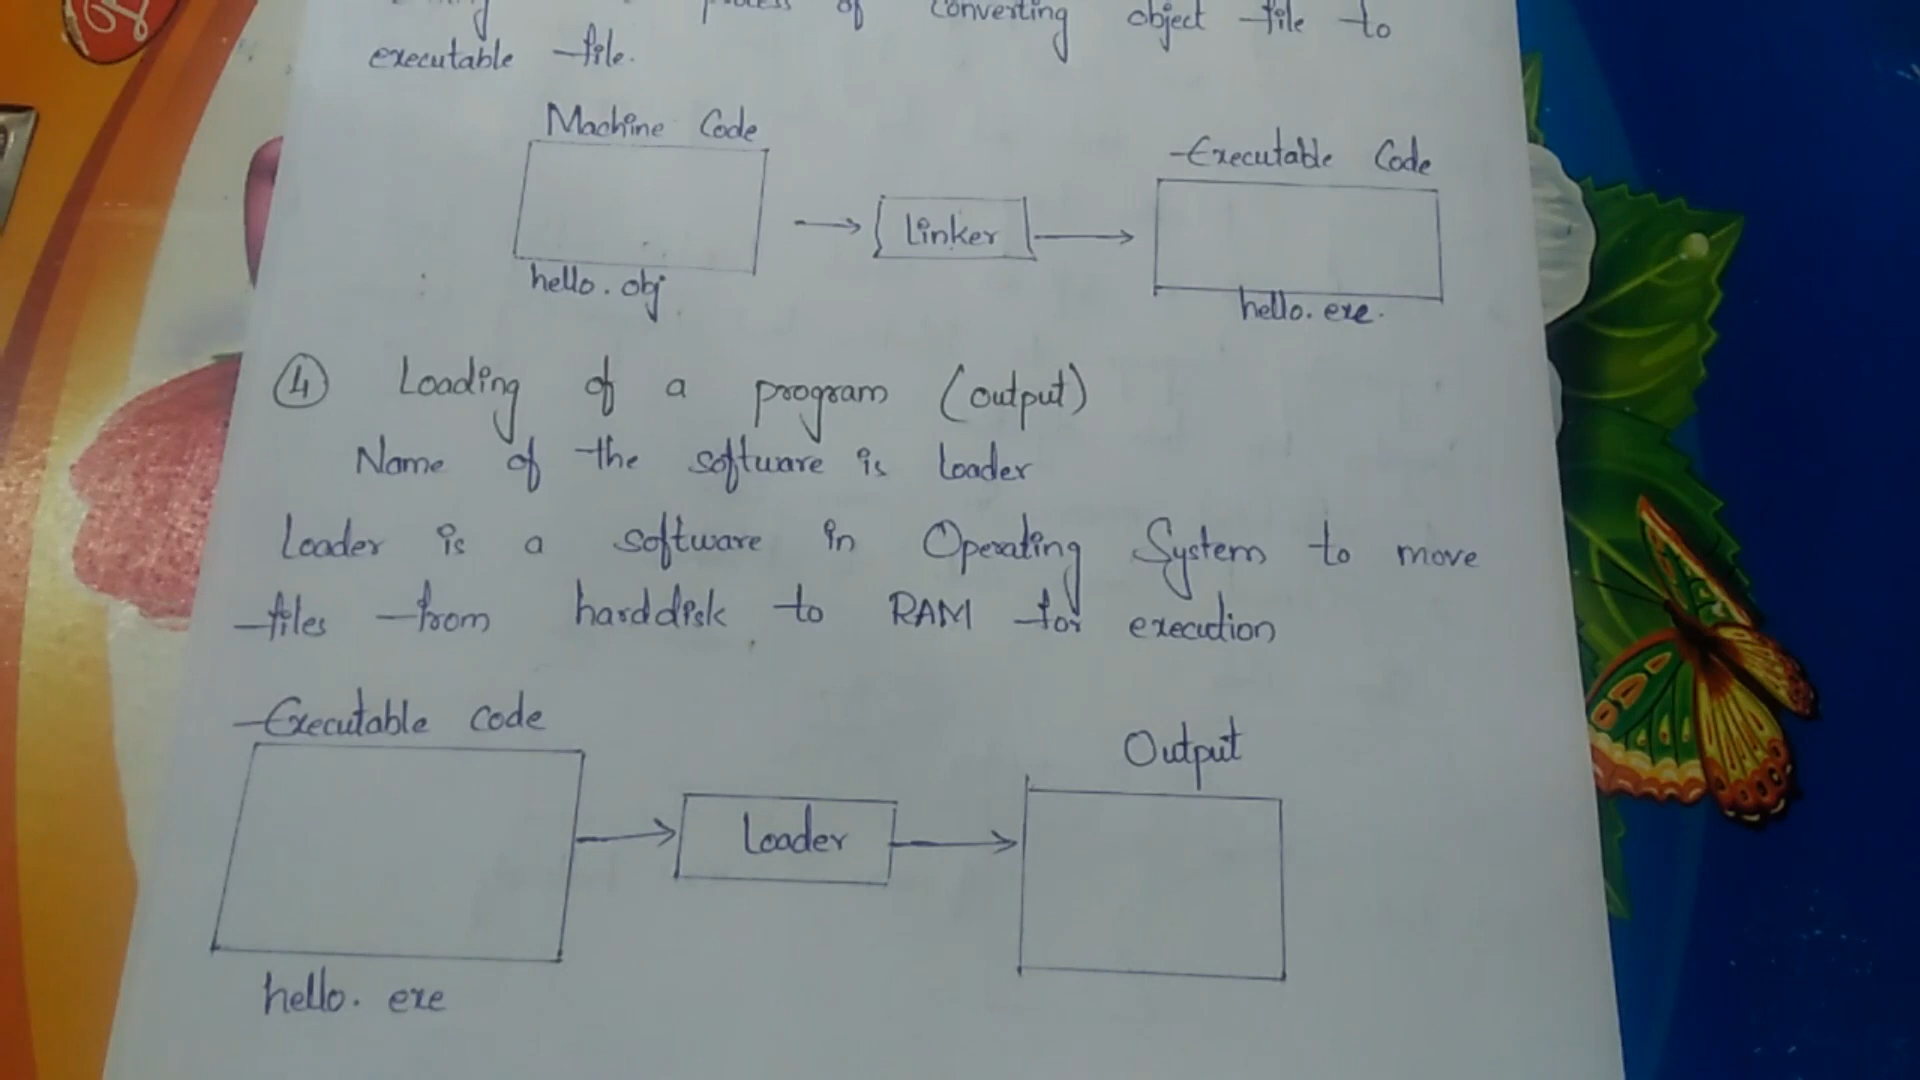 process of converting object file to
executable file.
Machine Code
Executable Code
Linker
hello.obj
hello.exe.
4 Loading of a program (output)
Name of the software is Loader
Loader is a software in Operating System to move
files from harddisk to RAM for execution
Executable code
Output
Loader
hello.exe